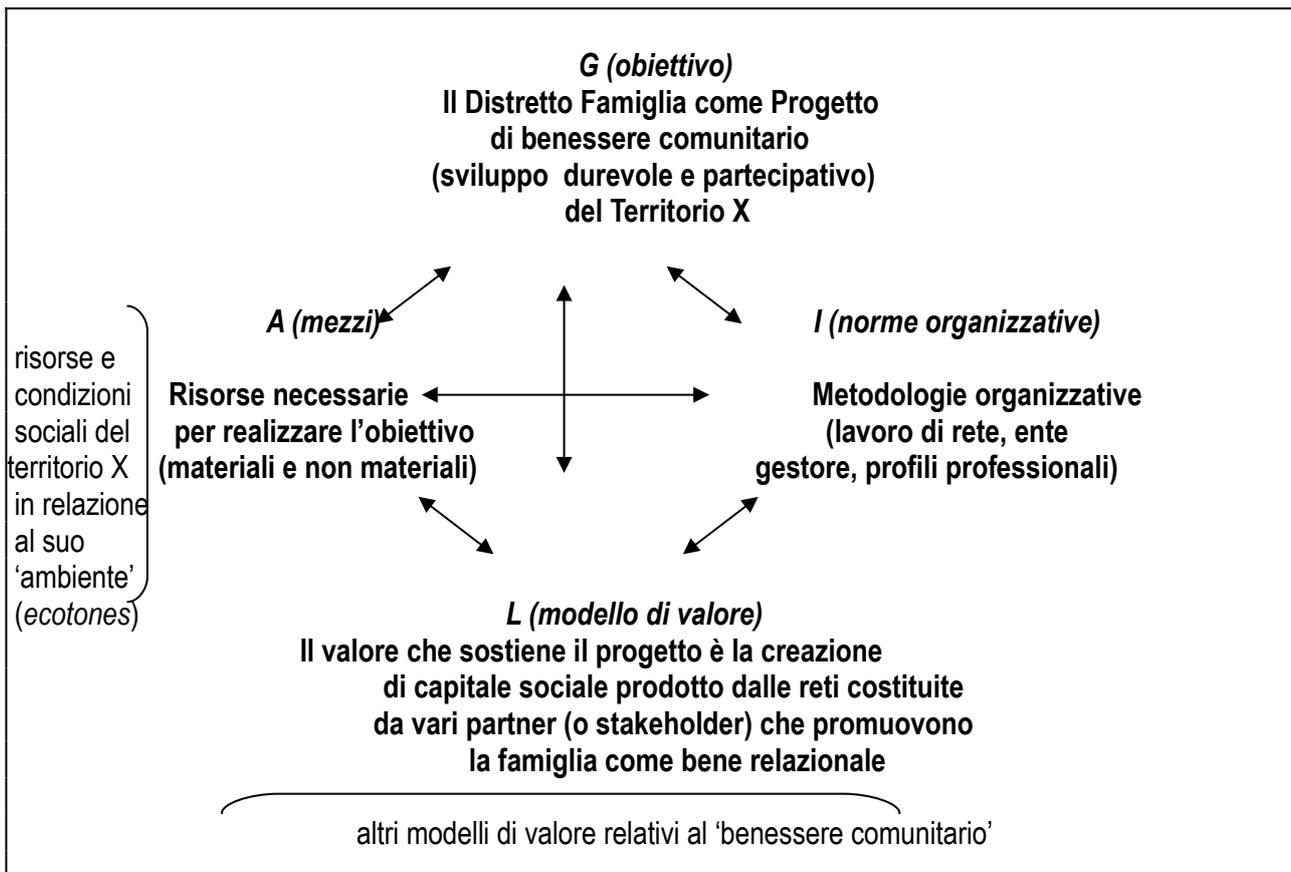 G (obiettivo)
Il Distretto Famiglia come Progetto
di benessere comunitario
(sviluppo durevole e partecipativo)
del Territorio X
A (mezzi)
I (norme organizzative)
risorse e
condizioni
sociali del
territorio X
in relazione
al suo
‘ambiente’
(ecotones)
Risorse necessarie
per realizzare l’obiettivo
(materiali e non materiali)
Metodologie organizzative
(lavoro di rete, ente
gestore, profili professionali)
L (modello di valore)
Il valore che sostiene il progetto è la creazione
di capitale sociale prodotto dalle reti costituite
da vari partner (o stakeholder) che promuovono
la famiglia come bene relazionale
altri modelli di valore relativi al ‘benessere comunitario’